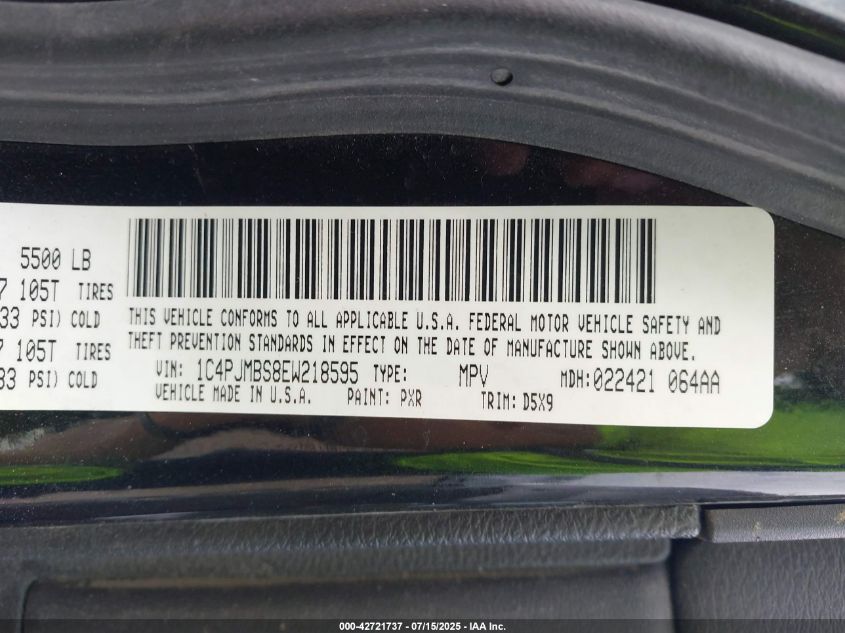 5500 LB
7 105T TIRES
33 PSI) COLD
7 105T TIRES
33 PSI) COLD
THIS VEHICLE CONFORMS TO ALL APPLICABLE U.S.A. FEDERAL MOTOR VEHICLE SAFETY AND
THEFT PREVENTION STANDARDS IN EFFECT ON THE DATE OF MANUFACTURE SHOWN ABOVE.
VIN: 1C4PJMBS8EW218595 TYPE: MPV MDH:022421 064AA
VEHICLE MADE IN U.S.A. PAINT: PXR TRIM: D5X9
000-42721737 - 07/15/2025 - IAA Inc.